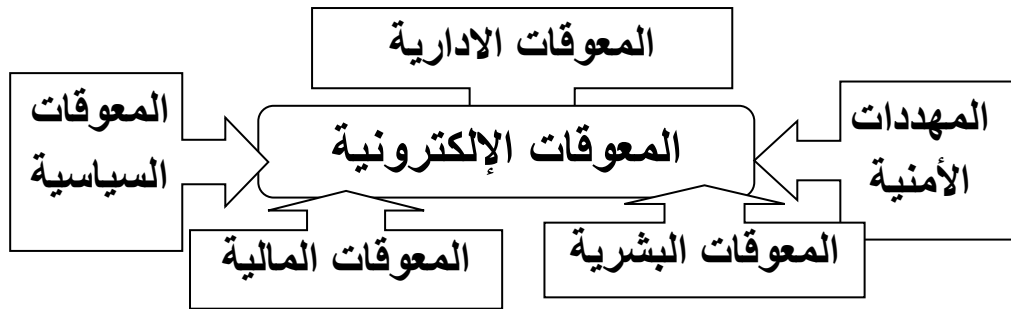 المعوقات الادارية
المهددات
الأمنية
المعوقات الإلكترونية
المعوقات
السياسية
المعوقات البشرية
المعوقات المالية